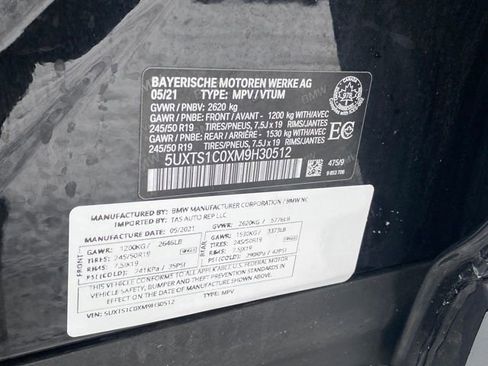 BAYERISCHE MOTOREN WERKE AG
05/21 TYPE: MPV / VTUM
GVWR / PNBV: 2620 kg
GAWR - FRONT / PNBE - FRONT / AVANT - 1200 kg WITH/AVEC
245/50 R19 TIRES/PNEUS, 7.5J x 19 RIMS/JANTES
GAWR - REAR / PNBE - ARRIERE - 1530 kg WITH/AVEC
245/50 R19 TIRES/PNEUS, 7.5J x 19 RIMS/JANTES
5UXTS1C0XM9H30512
EC
475/9
MANUFACTURED BY: BMW MANUFACTURER CORPORATION / BMW NC
IMPORTED BY: TAS AUTO REP LLC
DATE: 05/2021 GVWR: 2620KG / 5776LB
FRONT GAWR: 1200KG / 2646LB REAR GAWR: 1530KG / 3373LB
TIRES: 245/50R19 TIRES: 245/50R19
RIMS: 7.5JX19 RIMS: 7.5JX19
PSI(COLD): 241KPa / 35PSI PSI(COLD): 290KPa / 42PSI
THIS VEHICLE CONFORMS TO ALL APPLICABLE U.S. FEDERAL MOTOR
VEHICLE SAFETY, BUMPER AND THEFT PREVENTION STANDARDS IN
EFFECT ON THE DATE OF MANUFACTURE SHOWN ABOVE
VIN: 5UXTS1C0XM9H30512
TYPE: MPV